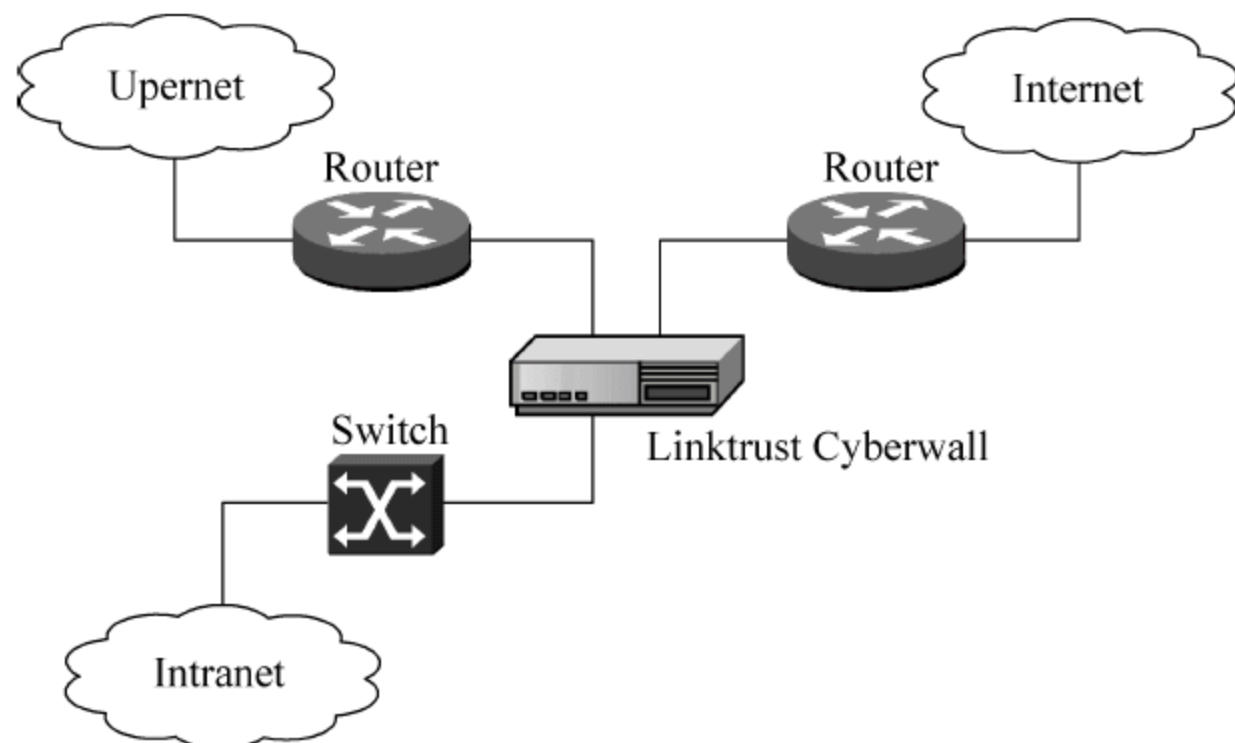 Upernet
Internet
Router
Router
Switch
Linktrust Cyberwall
Intranet